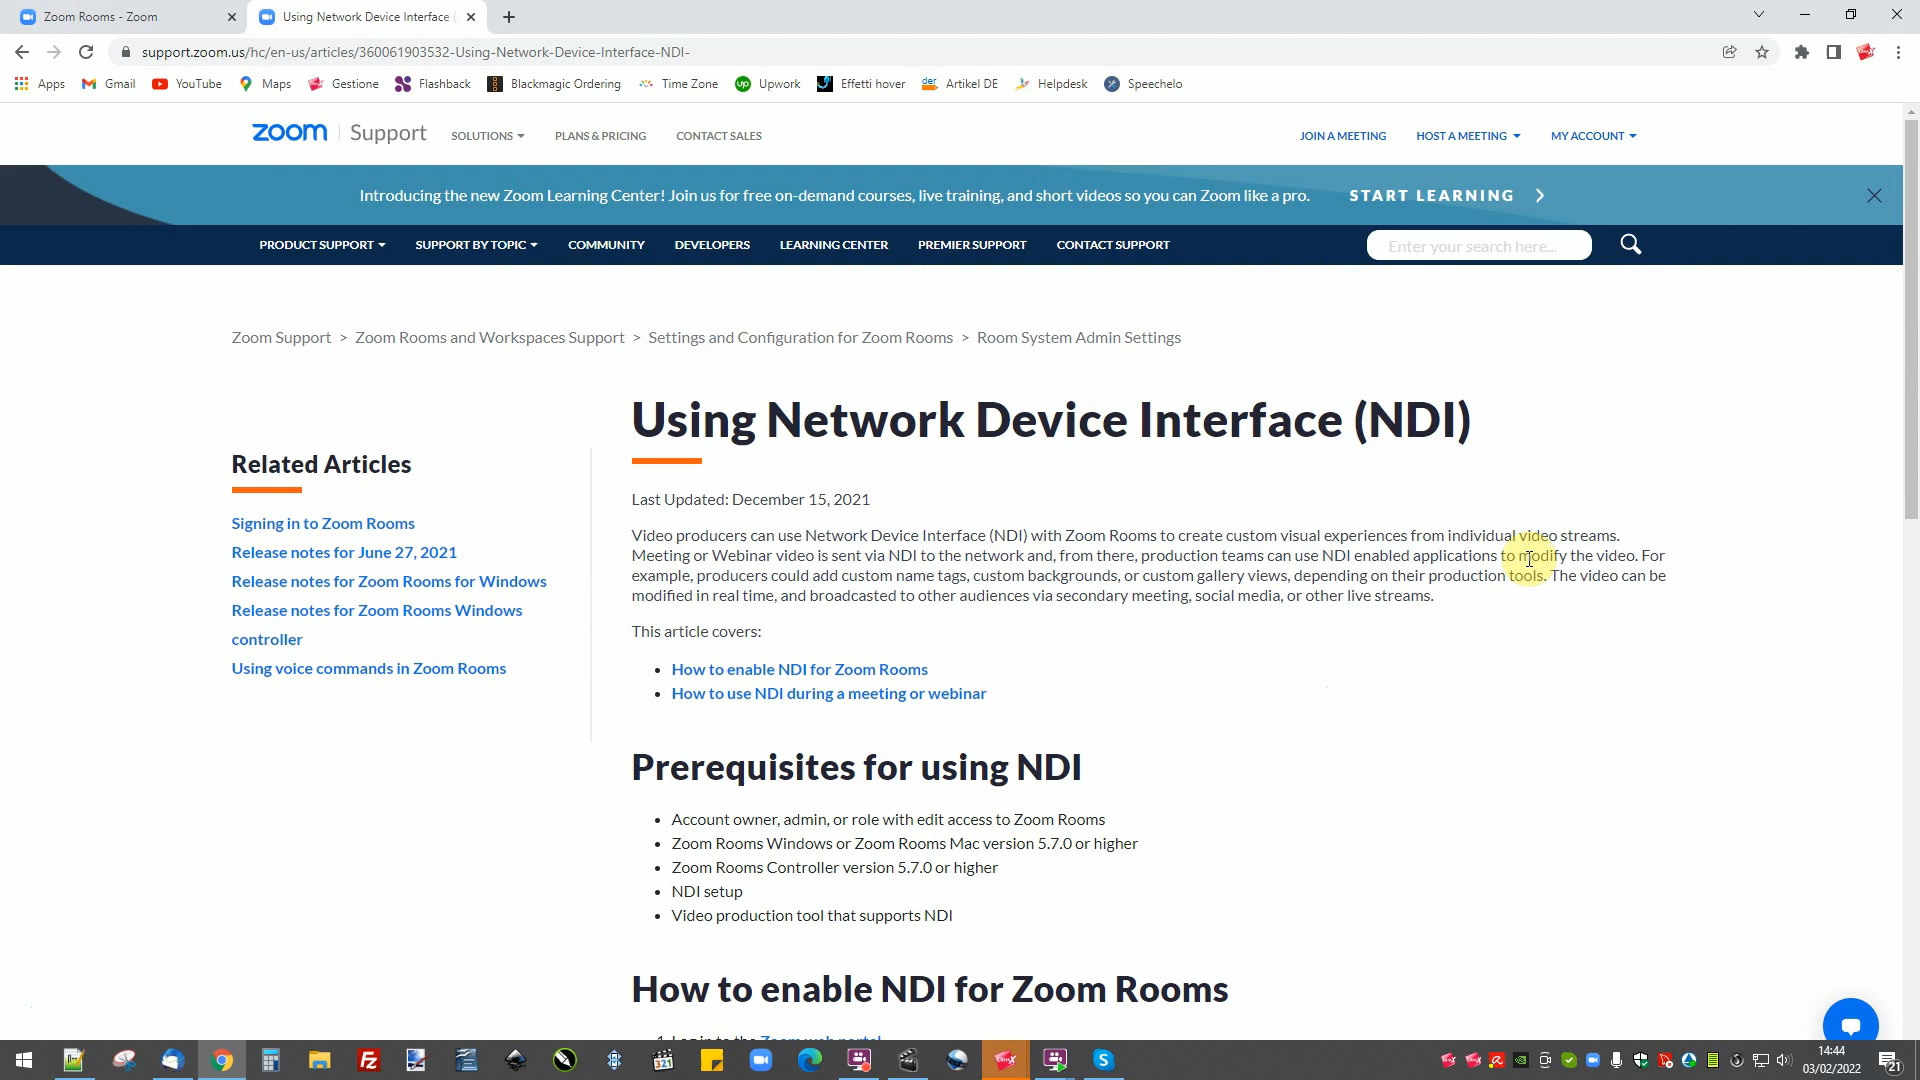 Zoom Rooms - Zoom
Using Network Device Interface (
support.zoom.us/hc/en-us/articles/360061903532-Using-Network-Device-Interface-NDI-
Apps Gmail YouTube Maps Gestione Flashback Blackmagic Ordering Time Zone Upwork Effetti hover Artikel DE Helpdesk Speechelo
zoom Support SOLUTIONS PLANS & PRICING CONTACT SALES JOIN A MEETING HOST A MEETING MY ACCOUNT
Introducing the new Zoom Learning Center! Join us for free on-demand courses, live training, and short videos so you can Zoom like a pro. START LEARNING
PRODUCT SUPPORT SUPPORT BY TOPIC COMMUNITY DEVELOPERS LEARNING CENTER PREMIER SUPPORT CONTACT SUPPORT Enter your search here...
Zoom Support > Zoom Rooms and Workspaces Support > Settings and Configuration for Zoom Rooms > Room System Admin Settings
Related Articles
Signing in to Zoom Rooms
Release notes for June 27, 2021
Release notes for Zoom Rooms for Windows
Release notes for Zoom Rooms Windows
controller
Using voice commands in Zoom Rooms
Using Network Device Interface (NDI)
Last Updated: December 15, 2021
Video producers can use Network Device Interface (NDI) with Zoom Rooms to create custom visual experiences from individual video streams.
Meeting or Webinar video is sent via NDI to the network and, from there, production teams can use NDI enabled applications to modify the video. For
example, producers could add custom name tags, custom backgrounds, or custom gallery views, depending on their production tools. The video can be
modified in real time, and broadcasted to other audiences via secondary meeting, social media, or other live streams.
This article covers:
How to enable NDI for Zoom Rooms
How to use NDI during a meeting or webinar
Prerequisites for using NDI
Account owner, admin, or role with edit access to Zoom Rooms
Zoom Rooms Windows or Zoom Rooms Mac version 5.7.0 or higher
Zoom Rooms Controller version 5.7.0 or higher
NDI setup
Video production tool that supports NDI
How to enable NDI for Zoom Rooms
1. Log in to the Zoom web portal
14:44
03/02/2022
21